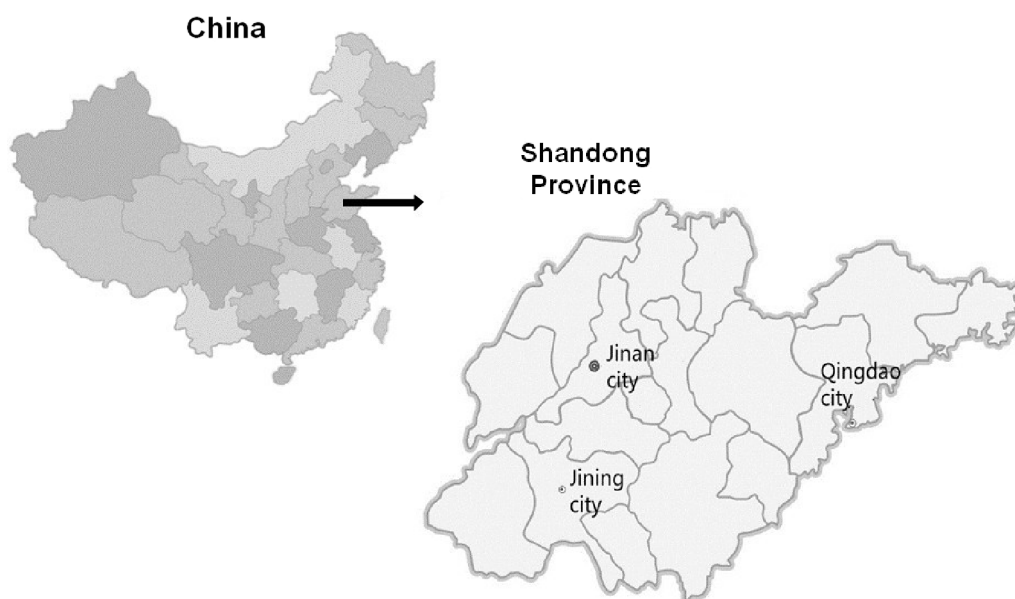 China
Shandong
Province
Jinan
city
Qingdao
city
Jining
city